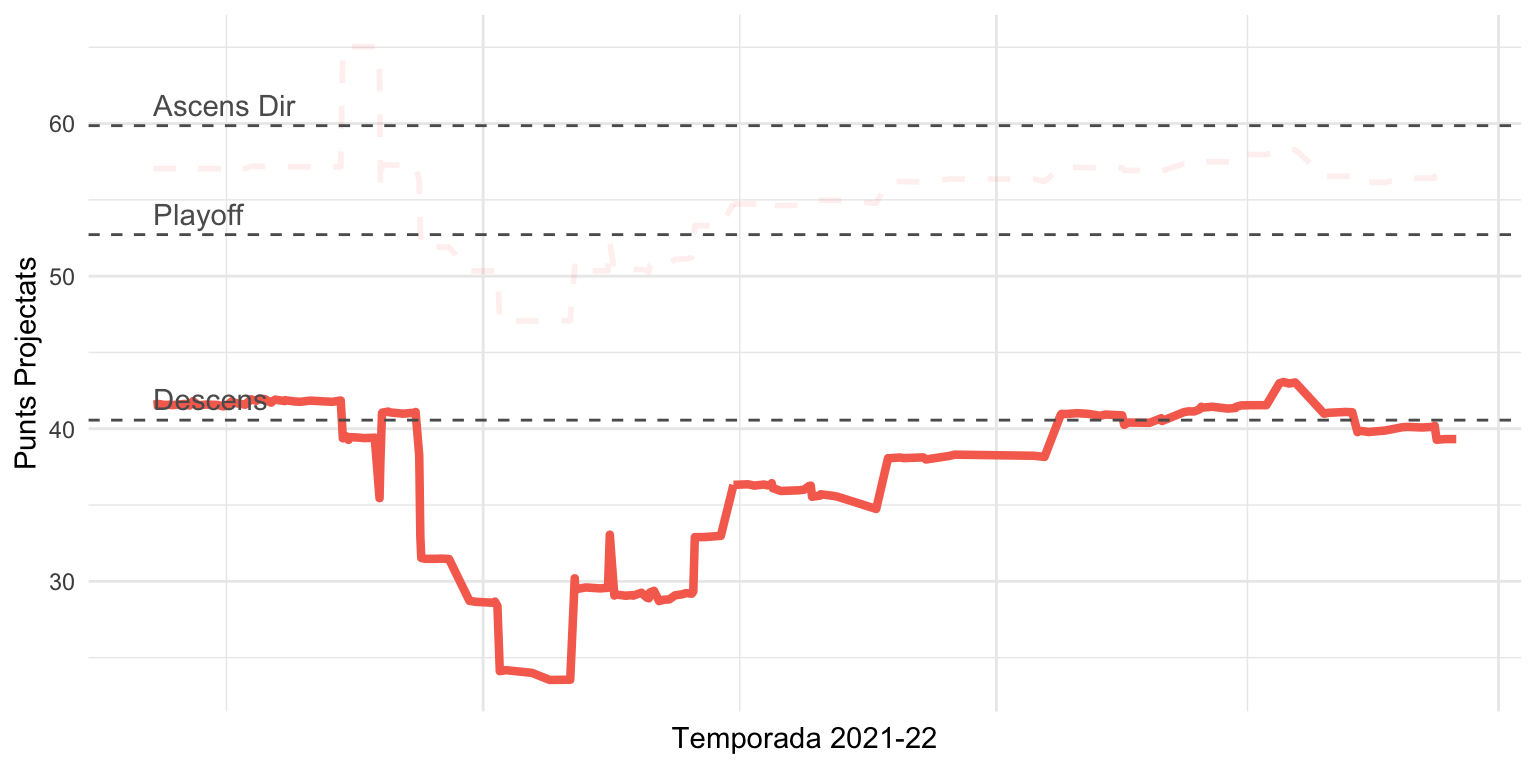 Ascens Dir
60
Playoff
50
Descens
40
30
Punts Projectats
Temporada 2021-22